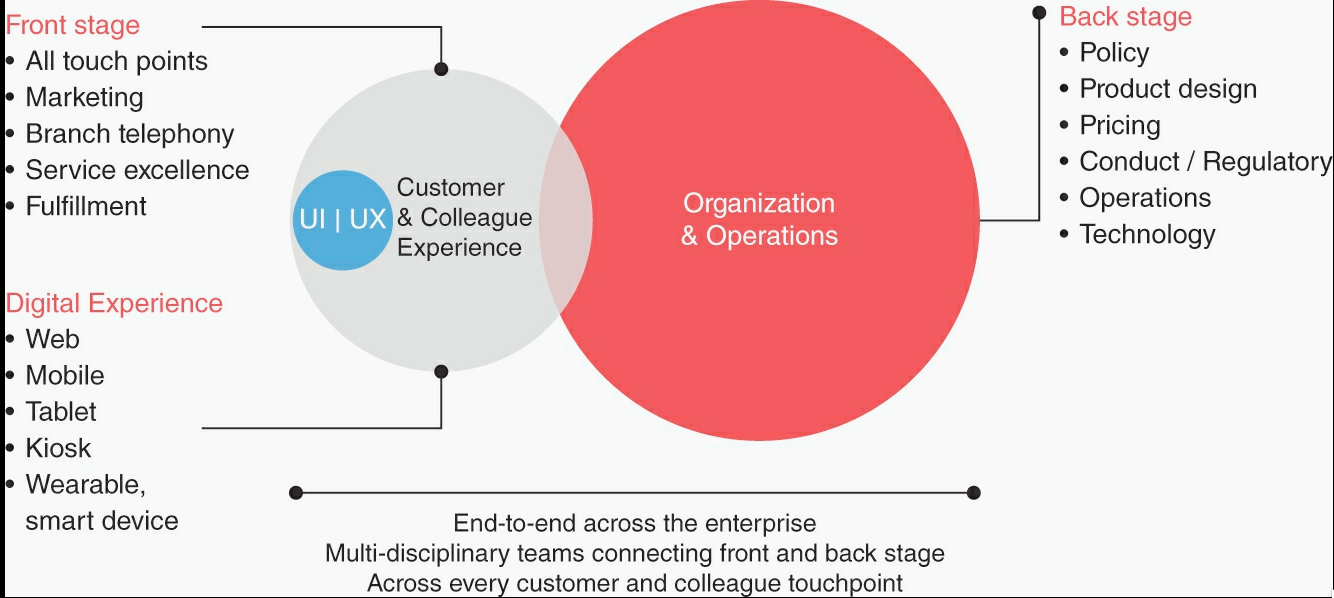 Front stage
• All touch points
• Marketing
• Branch telephony
• Service excellence
• Fulfillment
Digital Experience
• Web
• Mobile
• Tablet
• Kiosk
• Wearable,
smart device
UI | UX
Customer
& Colleague
Experience
Organization
& Operations
Back stage
• Policy
• Product design
• Pricing
• Conduct / Regulatory
• Operations
• Technology
End-to-end across the enterprise
Multi-disciplinary teams connecting front and back stage
Across every customer and colleague touchpoint